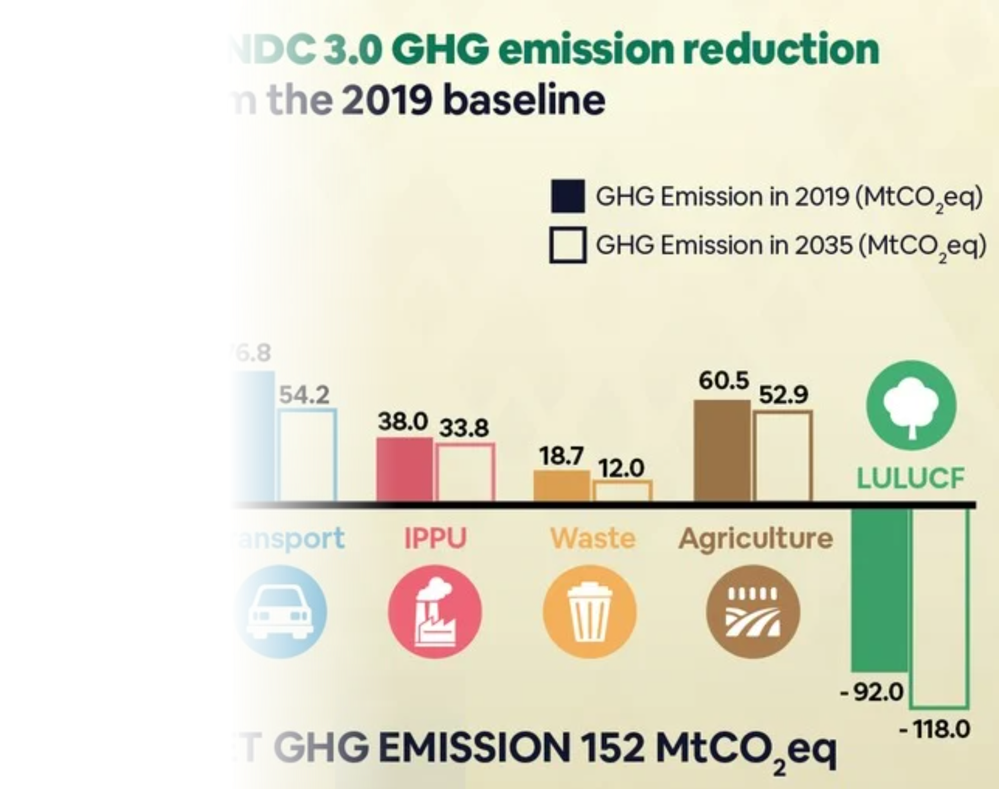 NDC 3.0 GHG emission reduction
the 2019 baseline
GHG Emission in 2019 (MtCO₂eq)
GHG Emission in 2035 (MtCO₂eq)
54.2
38.0
33.8
18.7
12.0
60.5
52.9
LULUCF
IPPU
Waste
Agriculture
- 92.0
- 118.0
GHG EMISSION 152 MtCO₂eq